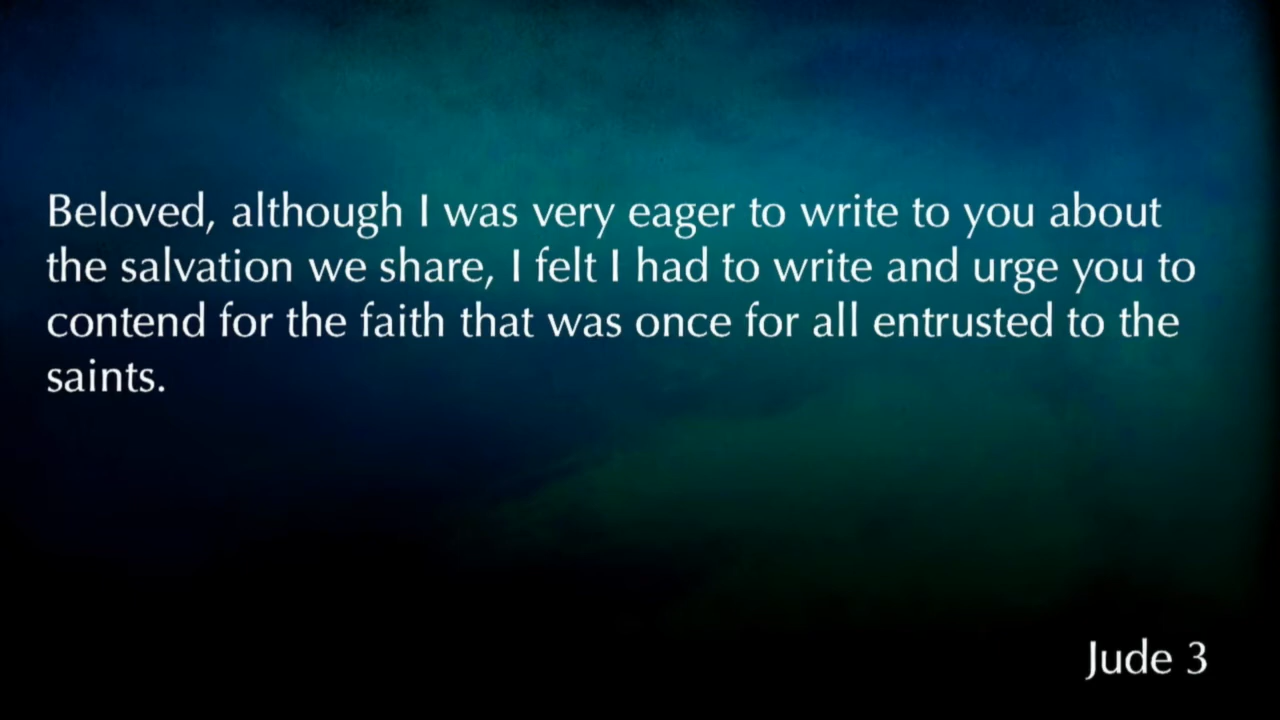 Beloved, although I was very eager to write to you about
the salvation we share, I felt I had to write and urge you to
contend for the faith that was once for all entrusted to the
saints.
Jude 3